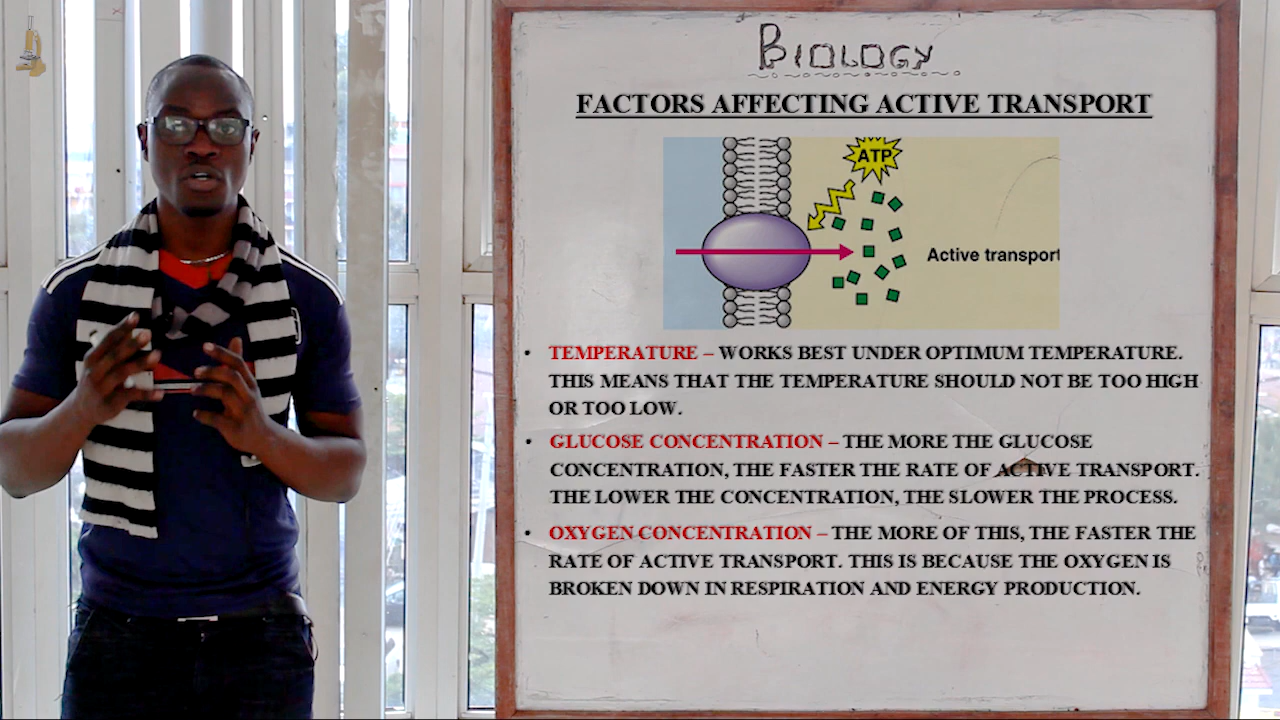 BIOLOGY
FACTORS AFFECTING ACTIVE TRANSPORT
ATP
Active transport
• TEMPERATURE – WORKS BEST UNDER OPTIMUM TEMPERATURE.
THIS MEANS THAT THE TEMPERATURE SHOULD NOT BE TOO HIGH
OR TOO LOW.
• GLUCOSE CONCENTRATION – THE MORE THE GLUCOSE
CONCENTRATION, THE FASTER THE RATE OF ACTIVE TRANSPORT.
THE LOWER THE CONCENTRATION, THE SLOWER THE PROCESS.
• OXYGEN CONCENTRATION – THE MORE OF THIS, THE FASTER THE
RATE OF ACTIVE TRANSPORT. THIS IS BECAUSE THE OXYGEN IS
BROKEN DOWN IN RESPIRATION AND ENERGY PRODUCTION.